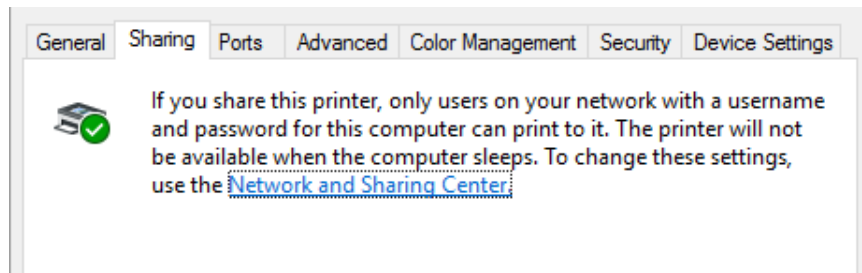 General Sharing Ports Advanced Color Management Security Device Settings
If you share this printer, only users on your network with a username
and password for this computer can print to it. The printer will not
be available when the computer sleeps. To change these settings,
use the Network and Sharing Center.